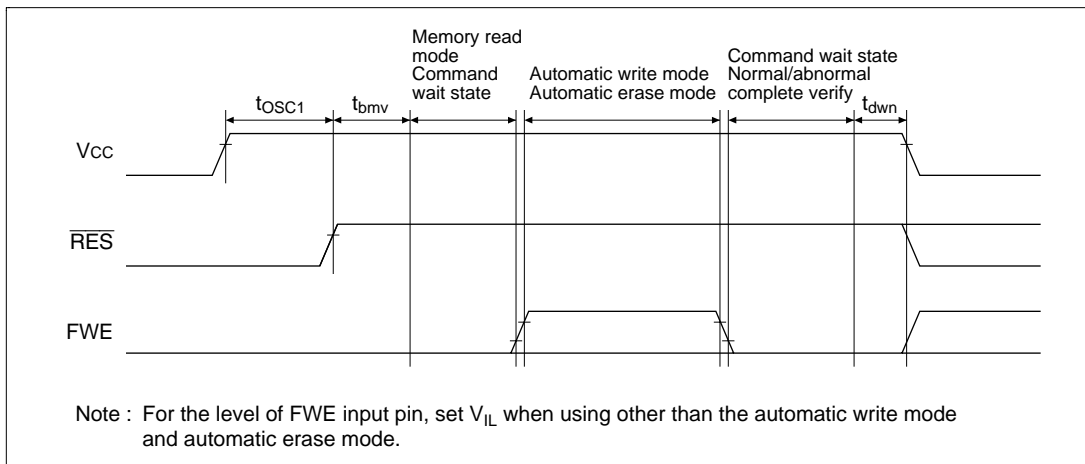 Memory read
mode
Command
wait state
Automatic write mode
Automatic erase mode
Command wait state
Normal/abnormal
complete verify
tOSC1
tbmv
tdwn
VCC
RES
FWE
Note : For the level of FWE input pin, set VIL when using other than the automatic write mode
and automatic erase mode.